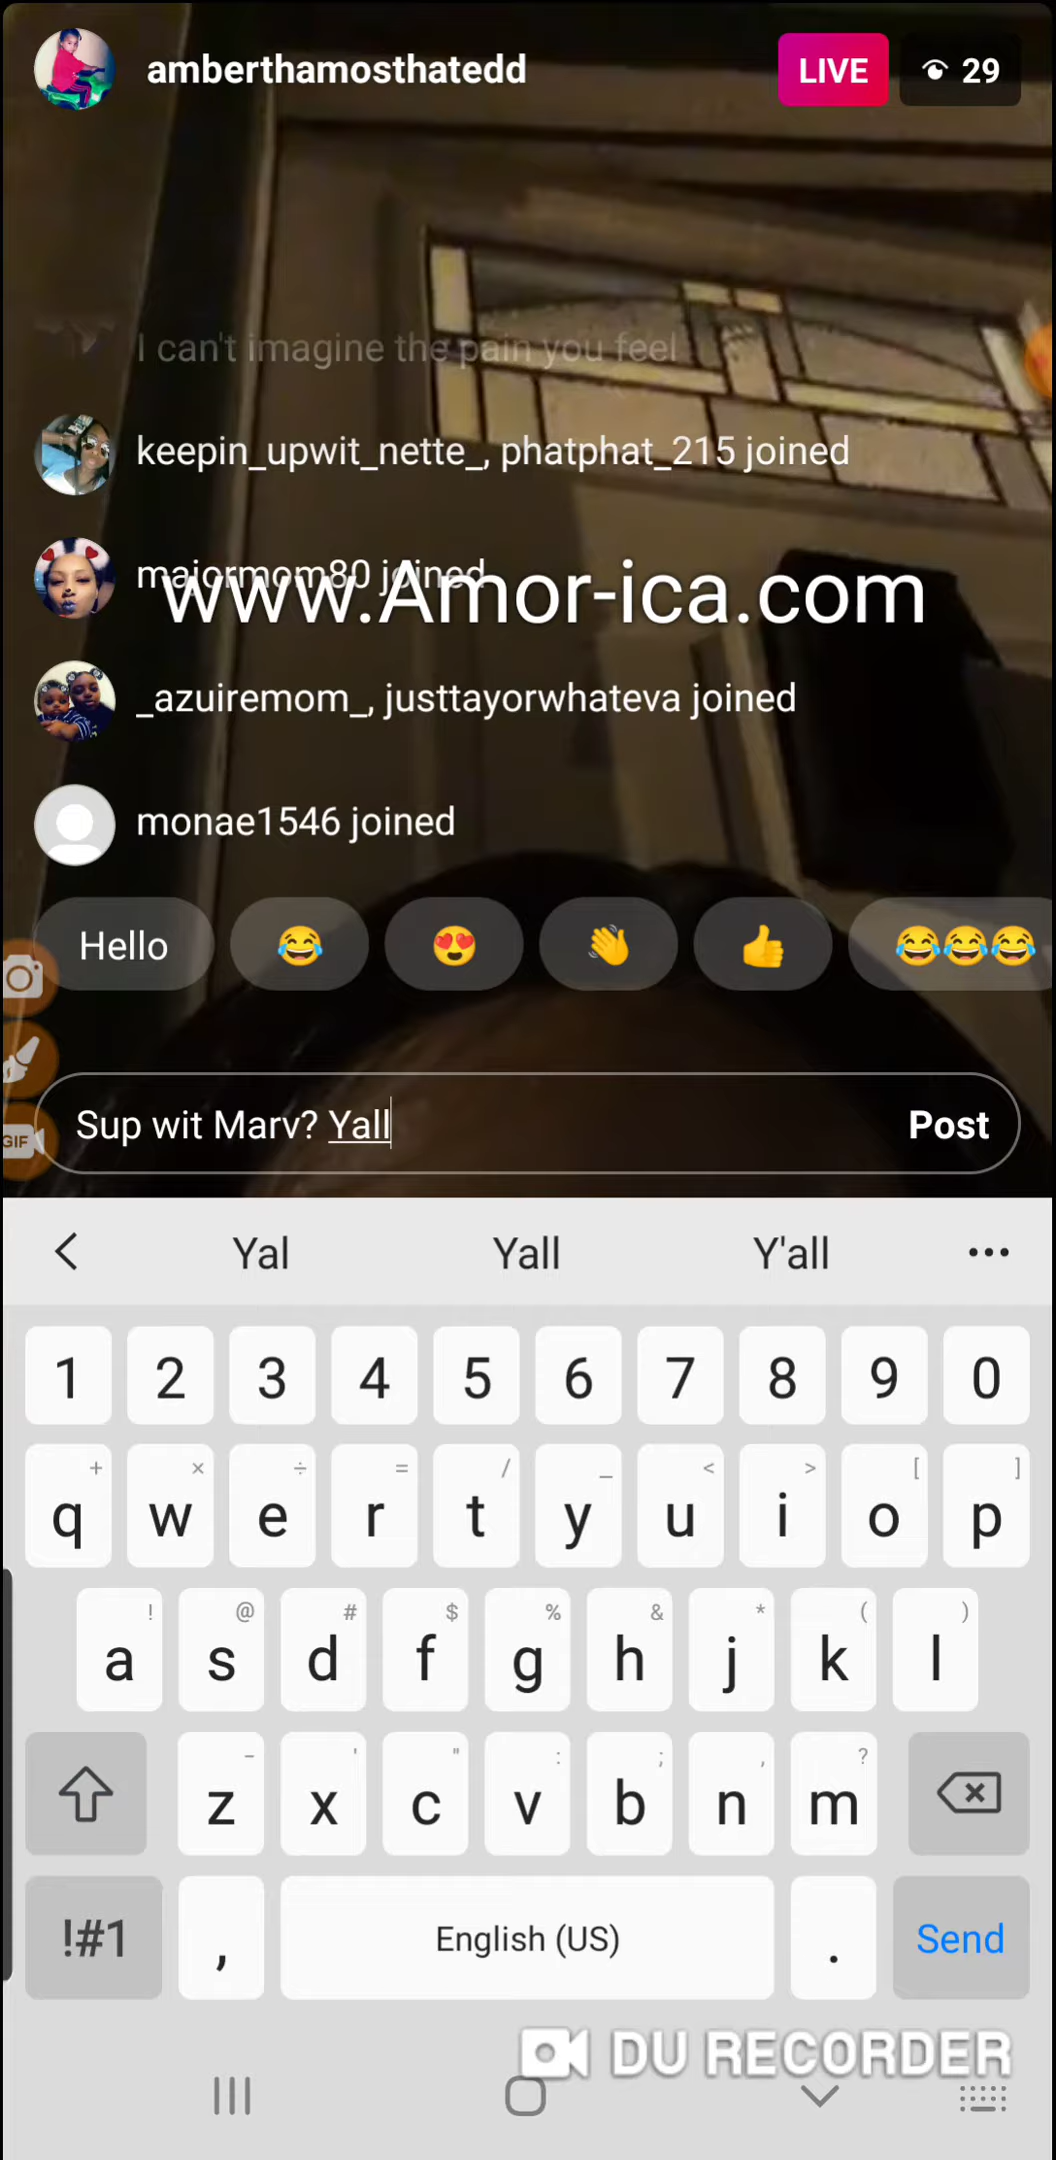 amberthamosthatedd LIVE 29
I can't imagine the pain you feel
keepin_upwit_nette_, phatphat_215 joined
majormom80 joined
www.Amor-ica.com
_azuiremom_, justtayorwhateva joined
monae1546 joined
Hello 😂 😍 👋 👍 😂😂😂
GIF
Sup wit Marv? Yall Post
Yal Yall Y'all
1 2 3 4 5 6 7 8 9 0
+ × ÷ = / _ < > [ ]
q w e r t y u i o p
! @ # $ % & * ( )
a s d f g h j k l
- ' " : ; , ?
z x c v b n m
!#1 , English (US) . Send
DU RECORDER